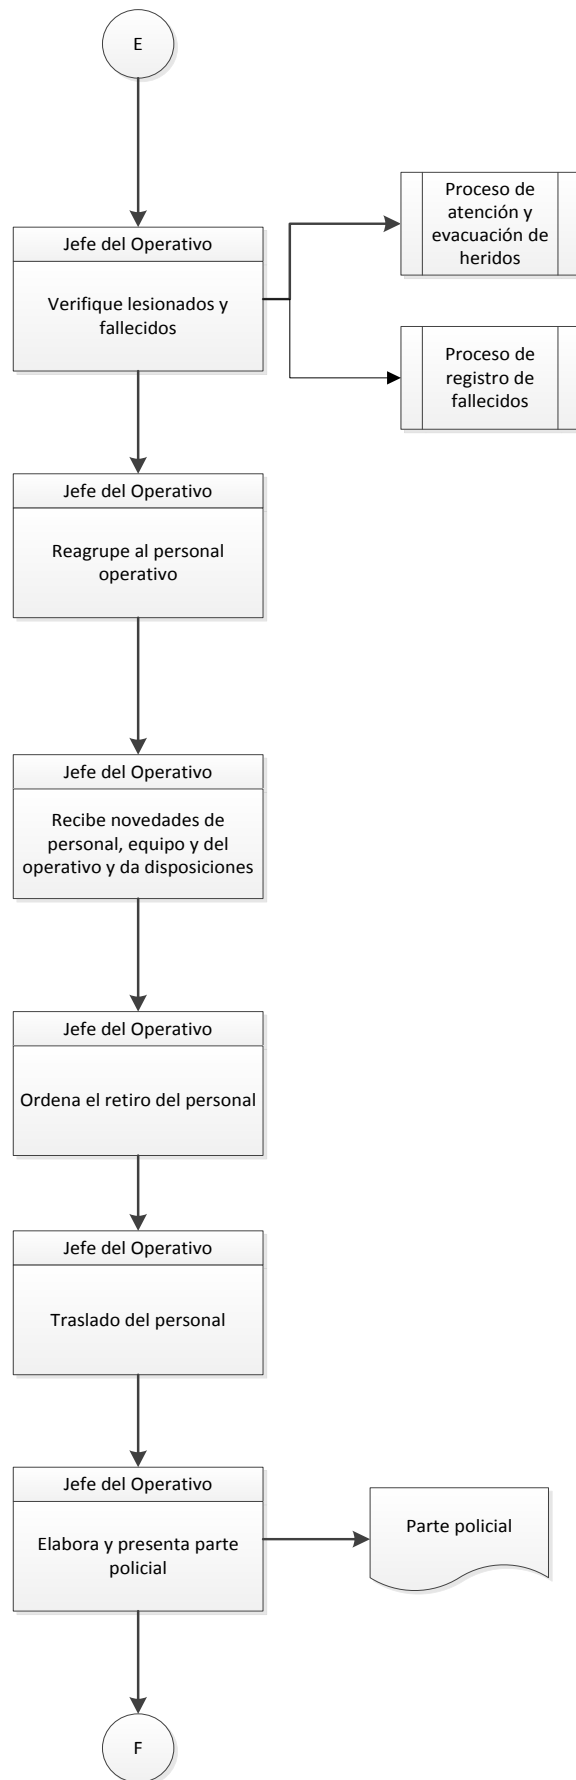 E
Jefe del Operativo
Verifique lesionados y
fallecidos
Proceso de
atención y
evacuación de
heridos
Proceso de
registro de
fallecidos
Jefe del Operativo
Reagrupe al personal
operativo
Jefe del Operativo
Recibe novedades de
personal, equipo y del
operativo y da disposiciones
Jefe del Operativo
Ordena el retiro del personal
Jefe del Operativo
Traslado del personal
Jefe del Operativo
Elabora y presenta parte
policial
Parte policial
F